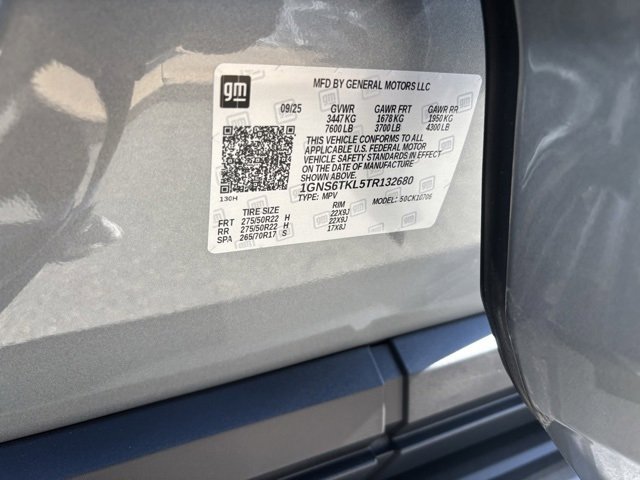 gm
MFD BY GENERAL MOTORS LLC
09/25 GVWR GAWR FRT GAWR RR
3447 KG 1678 KG 1950 KG
7600 LB 3700 LB 4300 LB
THIS VEHICLE CONFORMS TO ALL
APPLICABLE U.S. FEDERAL MOTOR
VEHICLE SAFETY STANDARDS IN EFFECT
ON THE DATE OF MANUFACTURE
SHOWN ABOVE.
1GNS6TKL5TR132680
130H TYPE: MPV MODEL: 50CK10706
TIRE SIZE RIM
FRT 275/50R22 H 22X9J
RR 275/50R22 H 22X9J
SPA 265/70R17 S 17X8J